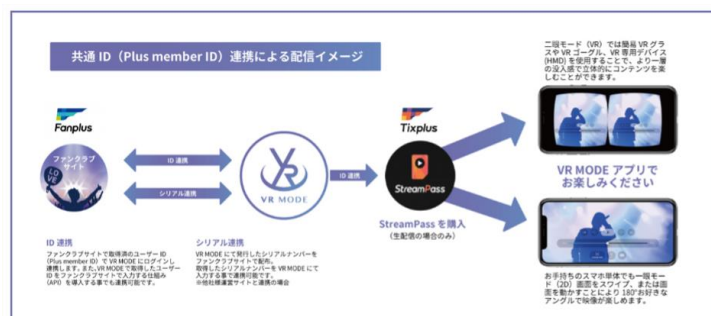 共通 ID（Plus member ID）連携による配信イメージ
二眼モード（VR）では簡易 VR グラ
スや VR ゴーグル、VR 専用デバイス
(HMD) を使用することで、より一層
の没入感で立体的にコンテンツを楽
しむことができます。
Fanplus
ファンクラブ
サイト
LOVE
ID 連携
シリアル連携
VR MODE
ID 連携
Tixplus
StreamPass
StreamPass を購入
（生配信の場合のみ）
VR MODE アプリで
お楽しみください
ID 連携
ファンクラブサイトで取得済のユーザー ID
（Plus member ID）で VR MODE にログインし
連携します。また、VR MODE で取得したユーザー
ID をファンクラブサイトで入力する仕組み
（API）を導入する事でも連携可能です。
シリアル連携
VR MODE にて発行したシリアルナンバーを
ファンクラブサイトで配布。
取得したシリアルナンバーを VR MODE にて
入力する事で連携可能です。
※他社様運営サイトと連携の場合
お手持ちのスマホ単体でも一眼モー
ド（2D）画面をスワイプ、または画
面を動かすことにより 180°お好きな
アングルで映像が楽しめます。